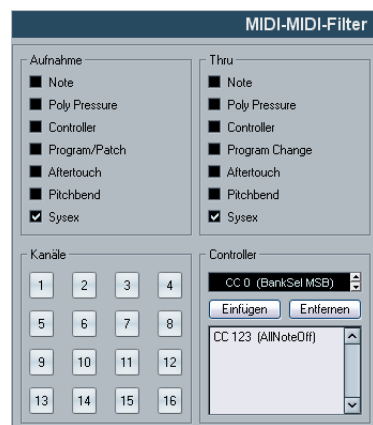 MIDI-MIDI-Filter
Aufnahme
Note
Poly Pressure
Controller
Program/Patch
Aftertouch
Pitchbend
Sysex
Thru
Note
Poly Pressure
Controller
Program Change
Aftertouch
Pitchbend
Sysex
Kanäle
1 2 3 4
5 6 7 8
9 10 11 12
13 14 15 16
Controller
CC 0 (BankSel MSB)
Einfügen Entfernen
CC 123 (AllNoteOff)